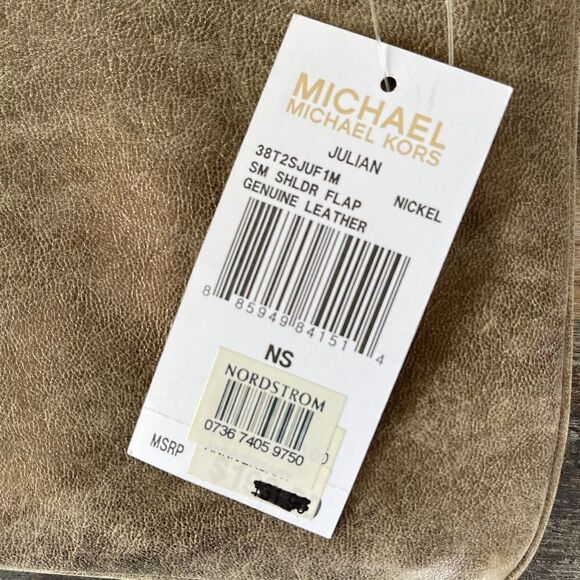 MICHAEL
MICHAEL KORS
JULIAN
38T2SJUF1M
SM SHLDR FLAP NICKEL
GENUINE LEATHER
8 85949 84151 4
NS
NORDSTROM
0736 7405 9750
MSRP